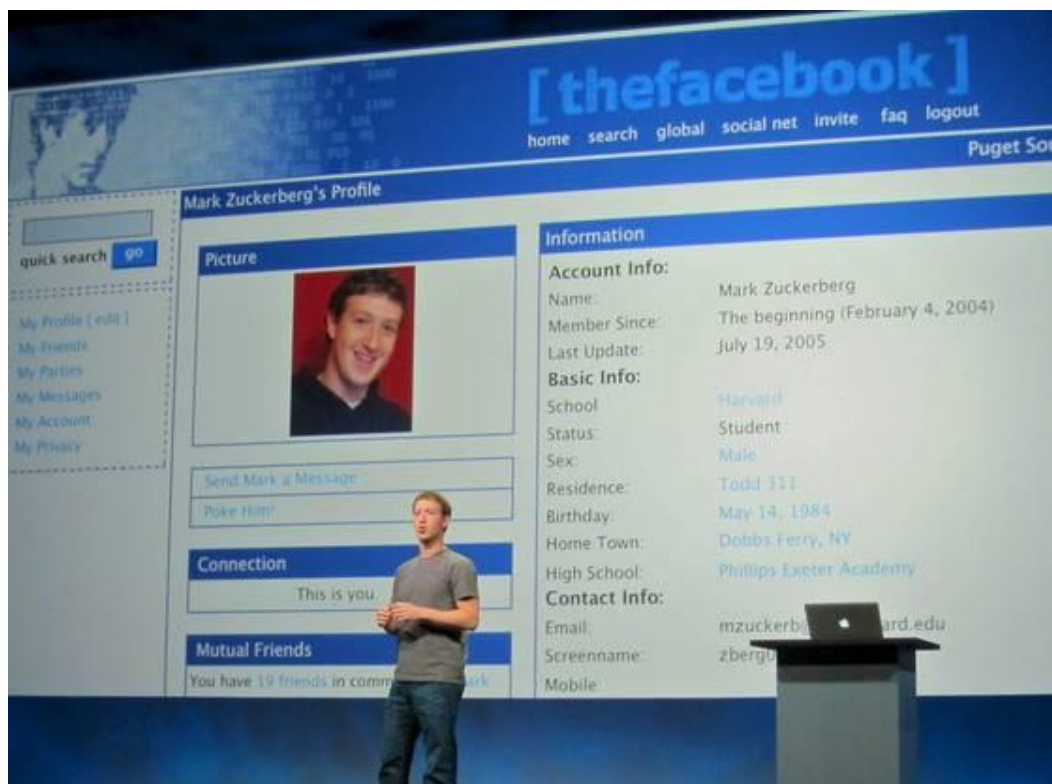 [thefacebook]
home search global social net invite faq logout
Puget Sou
Mark Zuckerberg's Profile
quick search go
My Profile [ edit ]
My Friends
My Parties
My Messages
My Account
My Privacy
Picture
Send Mark a Message
Poke Him!
Connection
This is you
Mutual Friends
You have 19 friends in comm
Information
Account Info:
Name: Mark Zuckerberg
Member Since: The beginning (February 4, 2004)
Last Update: July 19, 2005
Basic Info:
School Harvard
Status: Student
Sex: Male
Residence: Todd 311
Birthday: May 14, 1984
Home Town: Dobbs Ferry, NY
High School: Phillips Exeter Academy
Contact Info:
Email: mzuckerb ard.edu
Screenname: zberg0
Mobile: